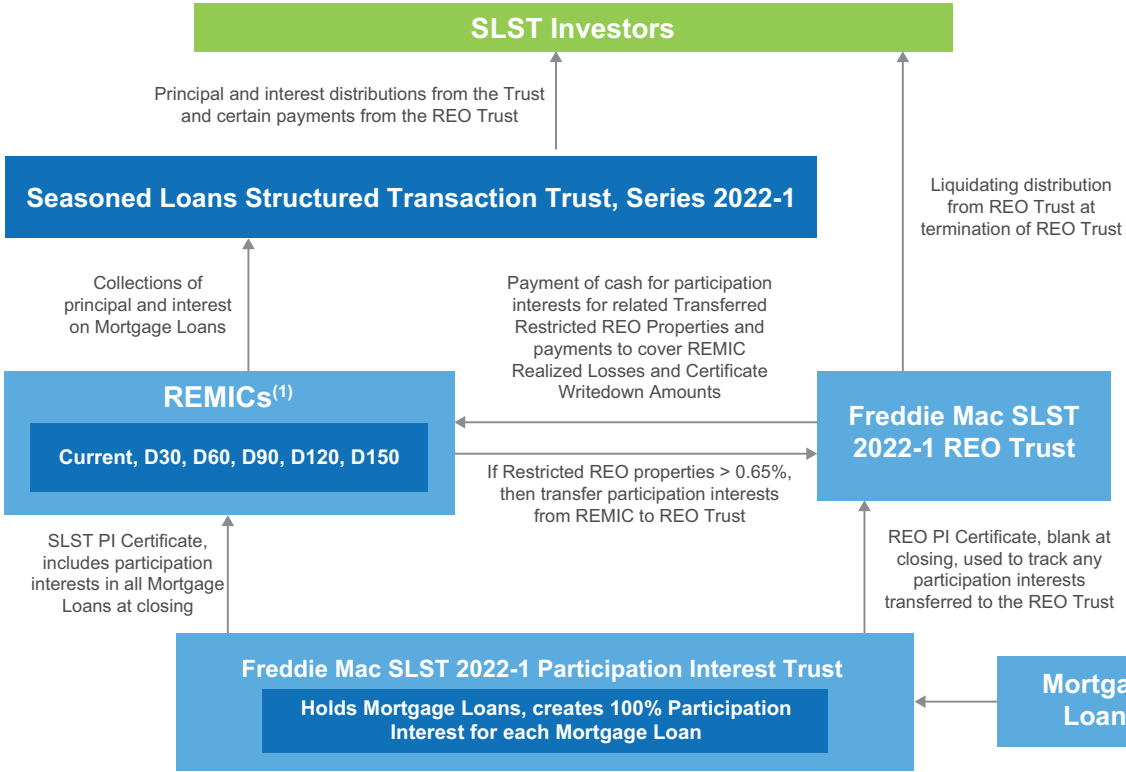 SLST Investors
Principal and interest distributions from the Trust
and certain payments from the REO Trust
Seasoned Loans Structured Transaction Trust, Series 2022-1
Liquidating distribution
from REO Trust at
termination of REO Trust
Collections of
principal and interest
on Mortgage Loans
Payment of cash for participation
interests for related Transferred
Restricted REO Properties and
payments to cover REMIC
Realized Losses and Certificate
Writedown Amounts
REMICs(1)
Current, D30, D60, D90, D120, D150
Freddie Mac SLST
2022-1 REO Trust
If Restricted REO properties > 0.65%,
then transfer participation interests
from REMIC to REO Trust
SLST PI Certificate,
includes participation
interests in all Mortgage
Loans at closing
REO PI Certificate, blank at
closing, used to track any
participation interests
transferred to the REO Trust
Freddie Mac SLST 2022-1 Participation Interest Trust
Holds Mortgage Loans, creates 100% Participation
Interest for each Mortgage Loan
Mortga
Loan